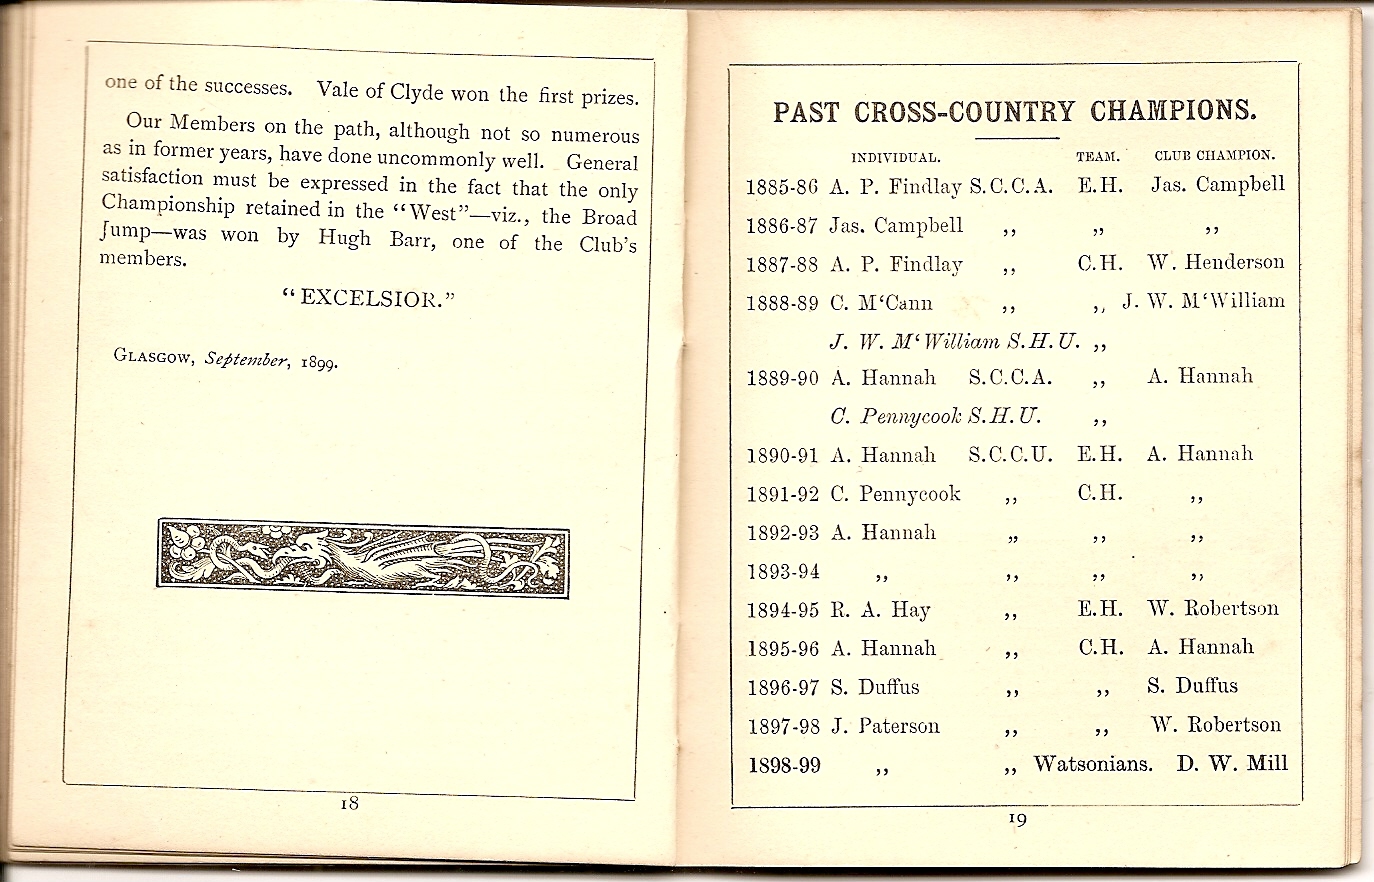 one of the successes. Vale of Clyde won the first prizes.
Our Members on the path, although not so numerous
as in former years, have done uncommonly well. General
satisfaction must be expressed in the fact that the only
Championship retained in the “West”—viz., the Broad
Jump—was won by Hugh Barr, one of the Club's
members.
“EXCELSIOR.”
GLASGOW, September, 1899.
18
PAST CROSS-COUNTRY CHAMPIONS.
INDIVIDUAL. TEAM. CLUB CHAMPION.
1885-86 A. P. Findlay S.C.C.A. E.H. Jas. Campbell
1886-87 Jas. Campbell ,, ,, ,,
1887-88 A. P. Findlay ,, C.H. W. Henderson
1888-89 C. M‘Cann ,, ,, J. W. M‘William
J. W. M‘William S.H.U. ,,
1889-90 A. Hannah S.C.C.A. ,, A. Hannah
C. Pennycook S.H.U. ,,
1890-91 A. Hannah S.C.C.U. E.H. A. Hannah
1891-92 C. Pennycook ,, C.H. ,,
1892-93 A. Hannah ,, ,, ,,
1893-94 ,, ,, ,, ,,
1894-95 R. A. Hay ,, E.H. W. Robertson
1895-96 A. Hannah ,, C.H. A. Hannah
1896-97 S. Duffus ,, ,, S. Duffus
1897-98 J. Paterson ,, ,, W. Robertson
1898-99 ,, ,, Watsonians. D. W. Mill
19